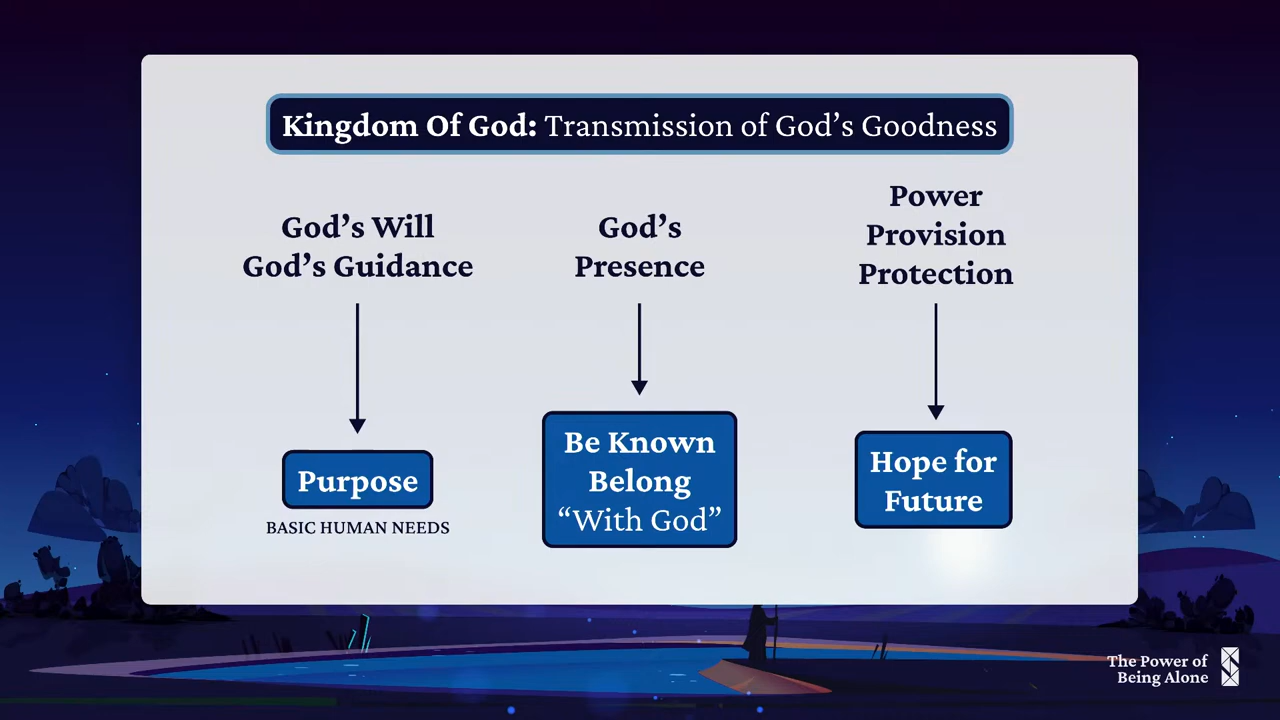 Kingdom Of God: Transmission of God’s Goodness
God’s Will
God’s Guidance
Purpose
BASIC HUMAN NEEDS
God’s
Presence
Be Known
Belong
“With God”
Power
Provision
Protection
Hope for
Future
The Power of
Being Alone